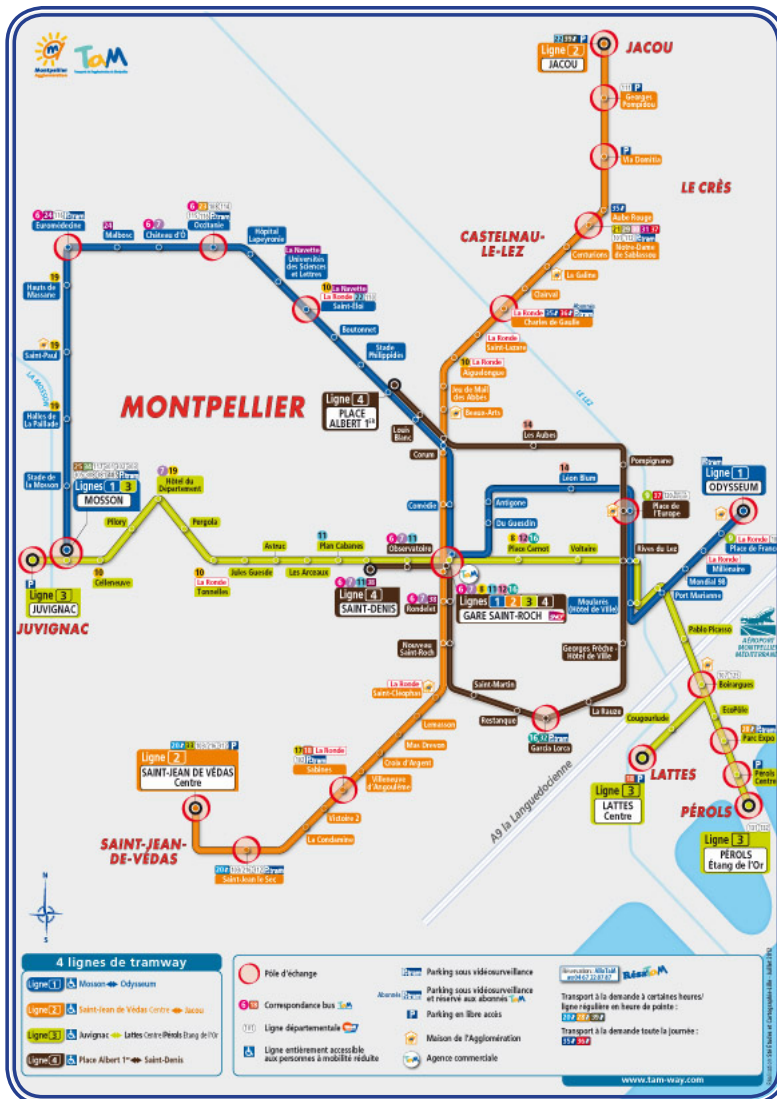 Montpellier
Agglomération
TaM
Ligne 2
JACOU
JACOU
Georges
Pompidou
Via Domitia
LE CRÈS
Aube Rouge
Notre-Dame
de Sablassou
CASTELNAU-
LE-LEZ
Centurions
La Galine
Clairval
La Ronde
Charles de Gaulle
La Ronde
Saint-Lazare
La Ronde
Aiguelongue
Jeu de Mail
des Abbés
Beaux-Arts
LE LEZ
Euromédecine
Malbosc
Château d'Ô
Occitanie
Hôpital
Lapeyronie
La Navette
Universités
des Sciences
et Lettres
La Navette
La Ronde
Saint-Eloi
Boutonnet
Stade
Philippidès
Hauts de
Massane
Saint-Paul
LA MOSSON
Halles de
La Paillade
Stade de
la Mosson
MONTPELLIER
Ligne 4
PLACE
ALBERT 1ER
Louis
Blanc
Corum
Les Aubes
Pompignane
Léon Blum
Antigone
Du Guesclin
Comédie
Place de
l'Europe
Ligne 1
ODYSSEUM
La Ronde
Place de France
La Ronde
Millénaire
Mondial 98
Port Marianne
Lignes 1 3
MOSSON
Hôtel du
Département
Pilory
Pergola
Celleneuve
La Ronde
Tonnelles
Jules Guesde
Astruc
Les Arceaux
Plan Cabanes
Observatoire
Place Carnot
Voltaire
Rives du Lez
Ligne 3
JUVIGNAC
JUVIGNAC
Ligne 4
SAINT-DENIS
Rondelet
TaM
Lignes 1 2 3 4
GARE SAINT-ROCH
Moularès
(Hôtel de Ville)
Georges Frêche -
Hôtel de Ville
Nouveau
Saint-Roch
La Ronde
Saint-Cléophas
Saint-Martin
Restanque
Garcia Lorca
La Rauze
Pablo Picasso
AÉROPORT
MONTPELLIER
MÉDITERRANÉE
Boirargues
EcoPôle
Cougourlude
Parc Expo
Pérols
Centre
LATTES
Ligne 3
LATTES
Centre
PÉROLS
Ligne 3
PÉROLS
Étang de l'Or
A9 la Languedocienne
Lemasson
Mas Drevon
Croix d'Argent
Villeneuve
d'Angoulême
La Ronde
Sabines
Victoire 2
La Condamine
Saint-Jean le Sec
Ligne 2
SAINT-JEAN DE VÉDAS
Centre
SAINT-JEAN-
DE-VÉDAS
N
S
4 lignes de tramway
Ligne 1 Mosson Odysseum
Ligne 2 Saint-Jean de Védas Centre Jacou
Ligne 3 Juvignac Lattes Centre/Pérols Étang de l'Or
Ligne 4 Place Albert 1er Saint-Denis
Pôle d'échange
Correspondance bus TaM
Ligne départementale
Ligne entièrement accessible
aux personnes à mobilité réduite
Parking sous vidéosurveillance
Abonnés Parking sous vidéosurveillance
et réservé aux abonnés TaM
P Parking en libre accès
Maison de l'Agglomération
Agence commerciale
Réservation: AlloTaM
au 04 67 22 87 87
RésaTaM
Transport à la demande à certaines heures/
ligne régulière en heure de pointe :
Transport à la demande toute la journée :
www.tam-way.com